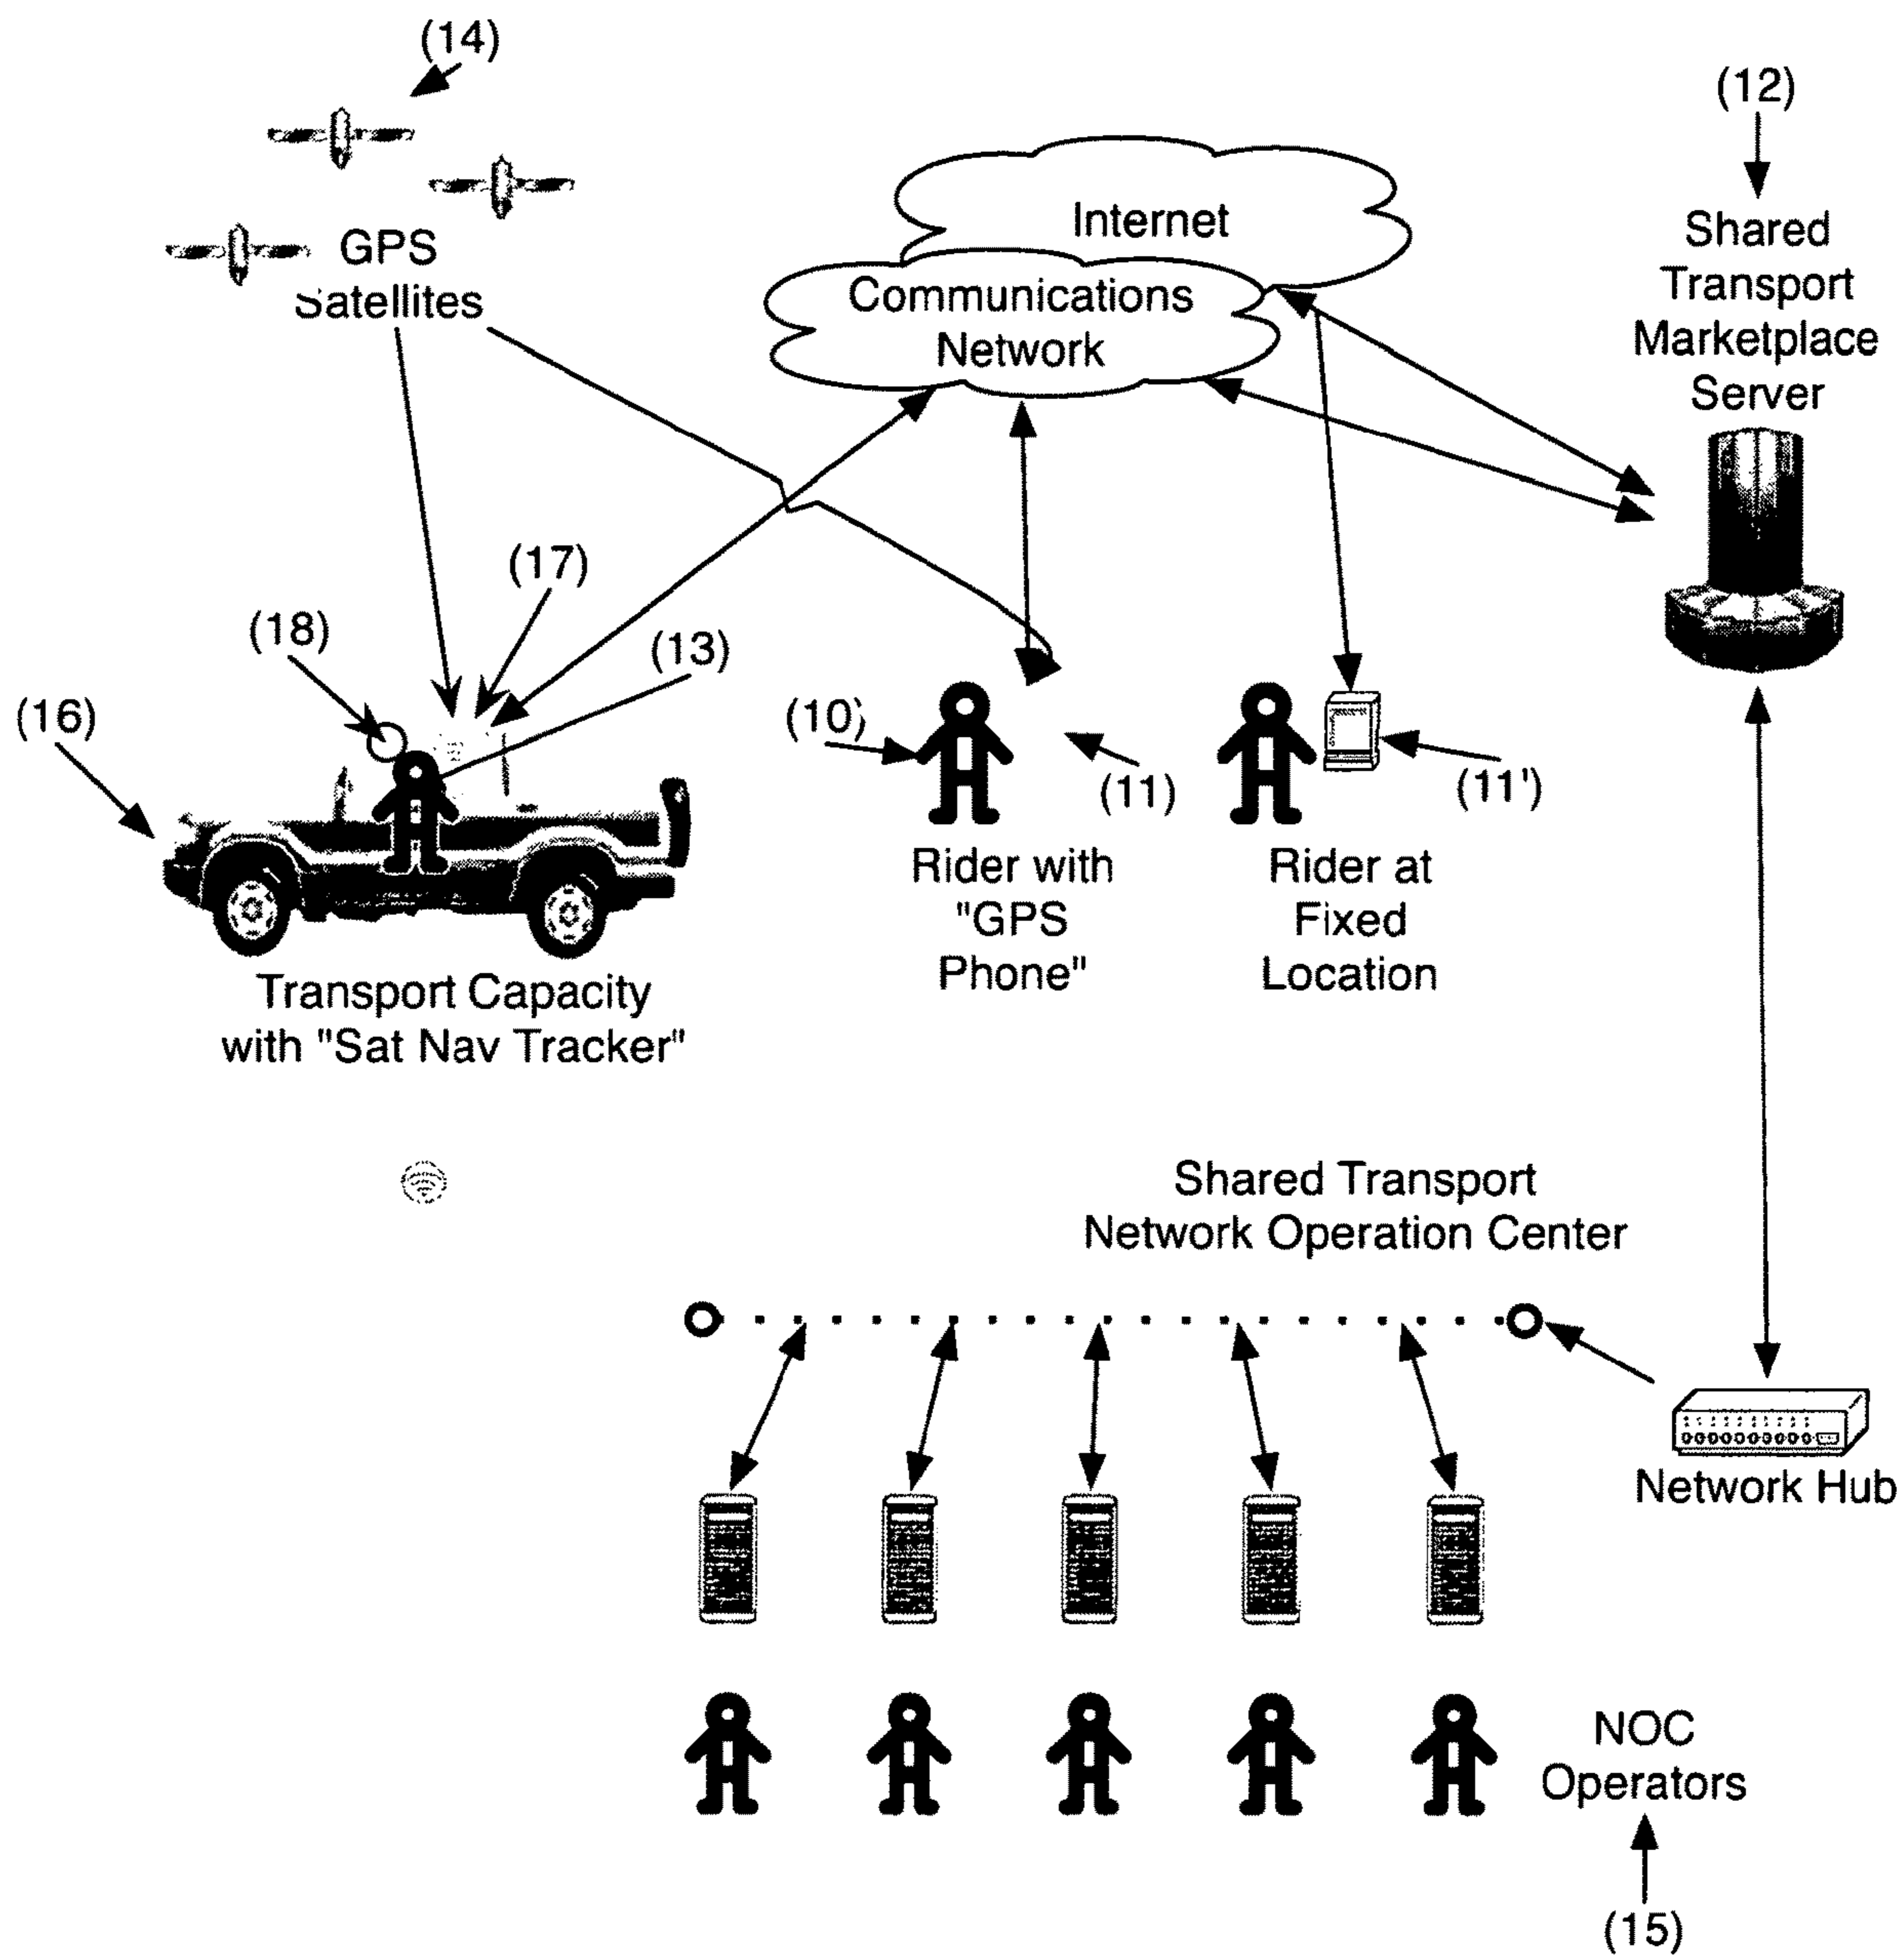 (14)
(12)
Internet
Shared
Transport
Marketplace
Server
GPS
Satellites
Communications
Network
(17)
(18)
(13)
(16)
(10)
(11)
(11')
Rider with
"GPS
Phone"
Rider at
Fixed
Location
Transport Capacity
with "Sat Nav Tracker"
Shared Transport
Network Operation Center
Network Hub
NOC
Operators
(15)